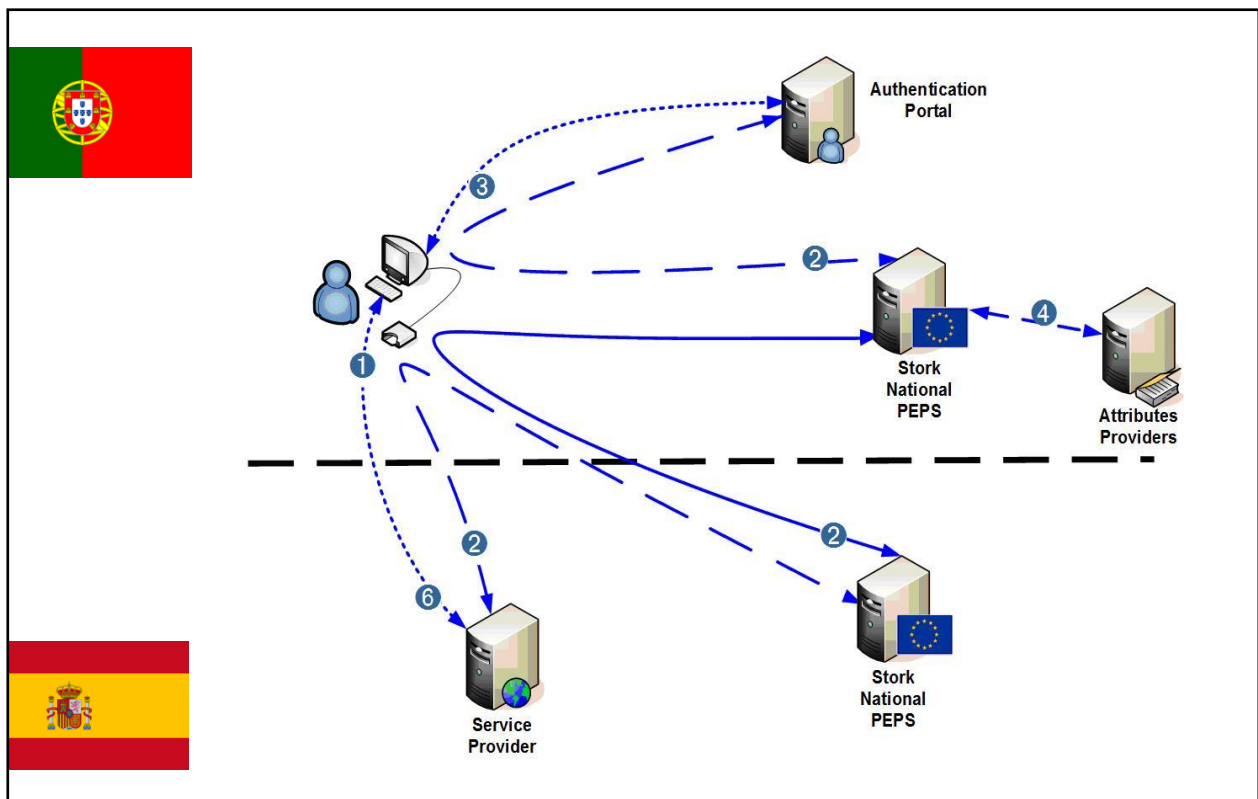 Authentication
Portal
3
2
4
1
Stork
National
PEPS
Attributes
Providers
2
2
6
Stork
National
PEPS
Service
Provider